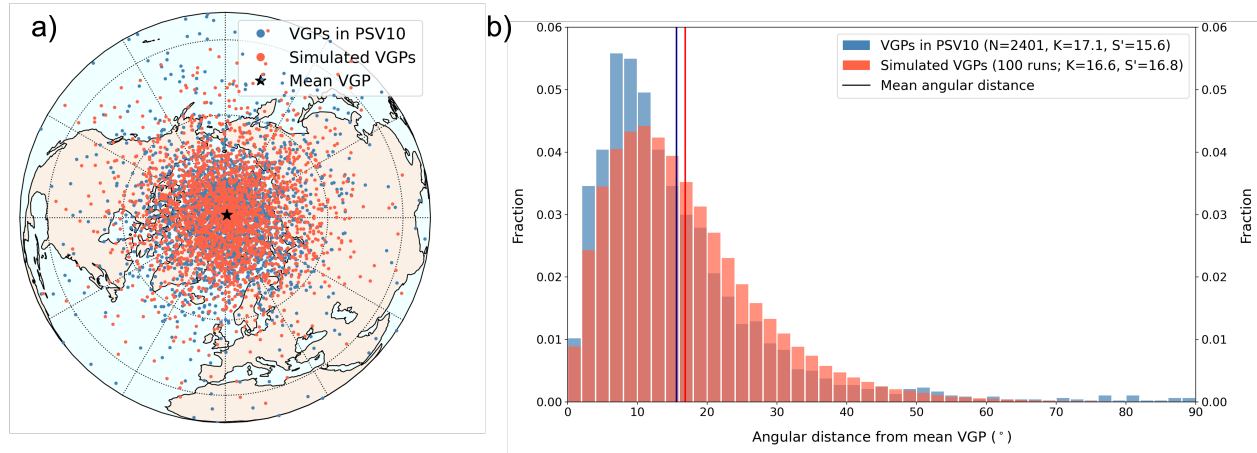 a)
VGPs in PSV10
Simulated VGPs
Mean VGP
b)
VGPs in PSV10 (N=2401, K=17.1, S'=15.6)
Simulated VGPs (100 runs; K=16.6, S'=16.8)
Mean angular distance
0.06
0.05
0.04
0.03
0.02
0.01
0.00
Fraction
0.06
0.05
0.04
0.03
0.02
0.01
0.00
Fraction
0 10 20 30 40 50 60 70 80 90
Angular distance from mean VGP (°)